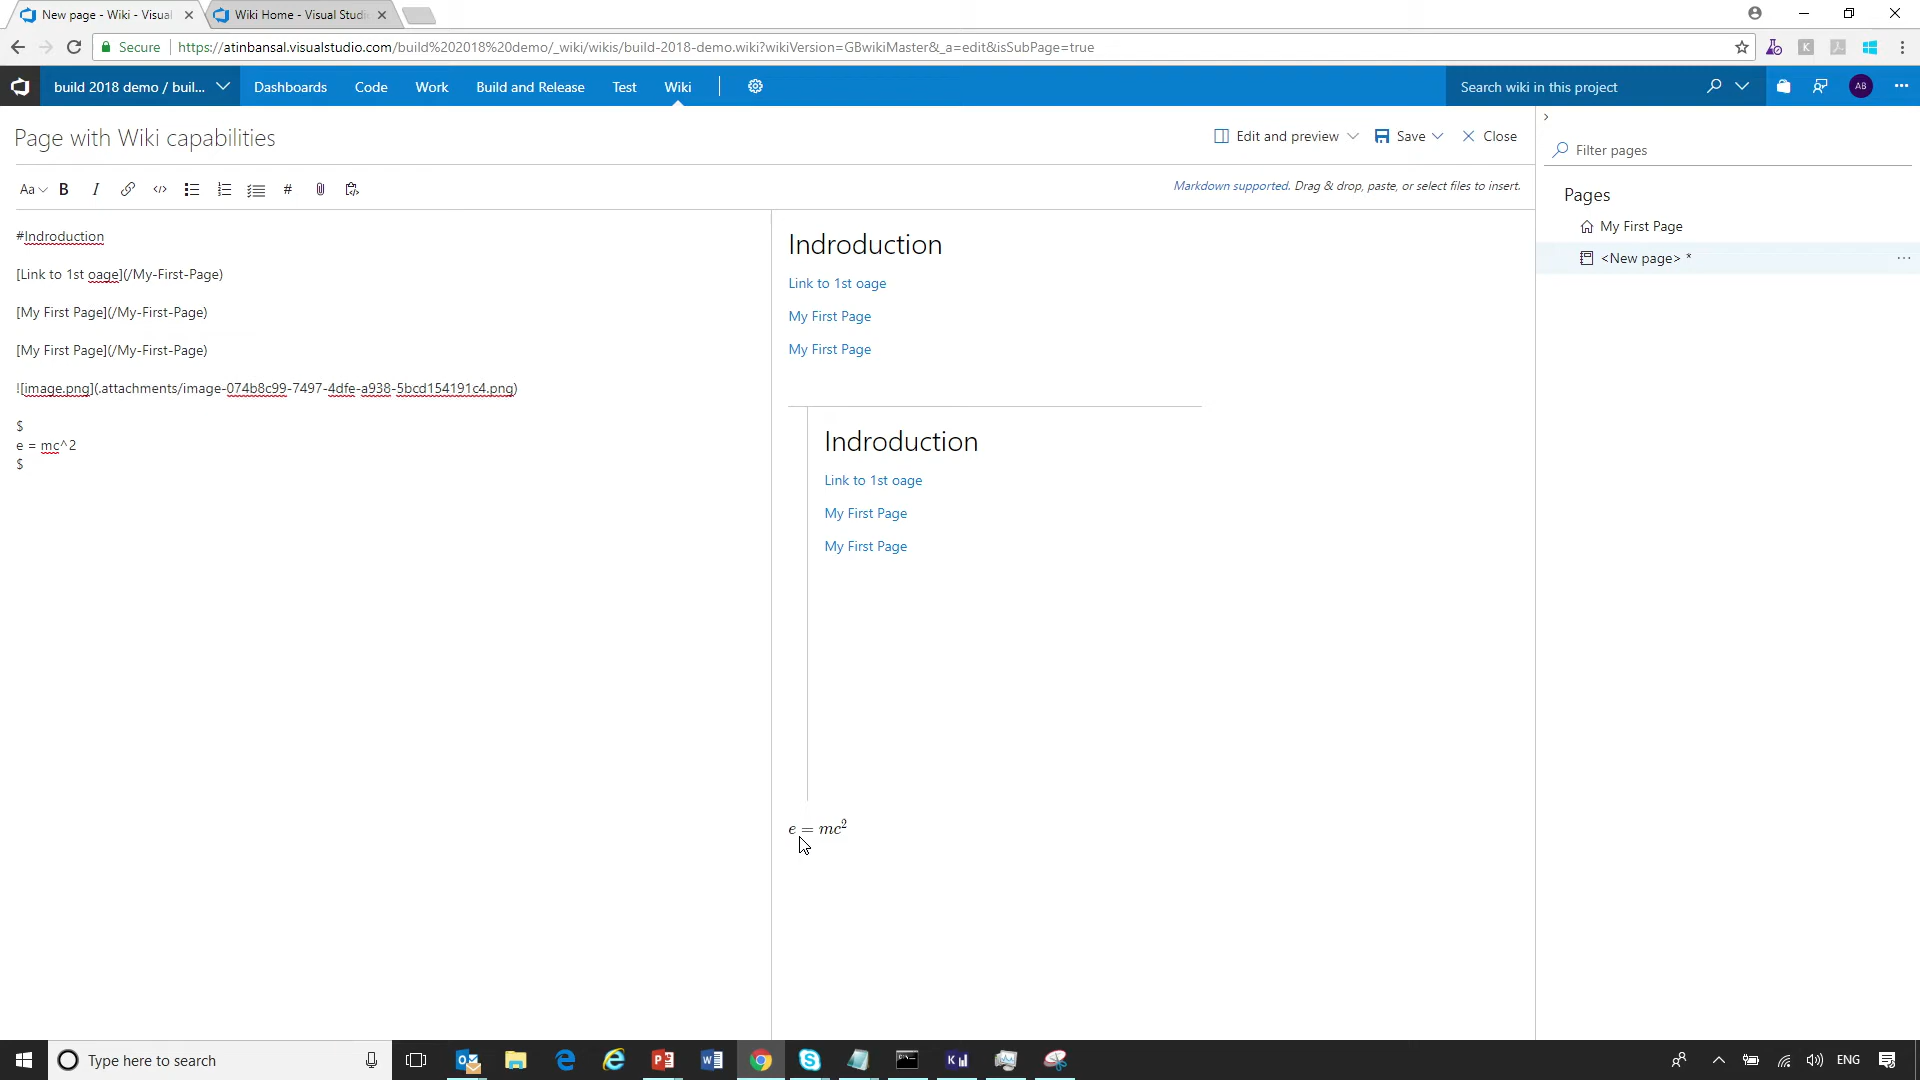 New page - Wiki - Visual
Wiki Home - Visual Studi
Secure
https://atinbansal.visualstudio.com/build%202018%20demo/_wiki/wikis/build-2018-demo.wiki?wikiVersion=GBwikiMaster&_a=edit&isSubPage=true
build 2018 demo / buil...
Dashboards
Code
Work
Build and Release
Test
Wiki
Search wiki in this project
AB
Page with Wiki capabilities
Edit and preview
Save
Close
Filter pages
Aa
B
I
#
Markdown supported. Drag & drop, paste, or select files to insert.
Pages
My First Page
<New page> *
#Indroduction
[Link to 1st oage](/My-First-Page)
[My First Page](/My-First-Page)
[My First Page](/My-First-Page)
![image.png](.attachments/image-074b8c99-7497-4dfe-a938-5bcd154191c4.png)
$
e = mc^2
$
Indroduction
Link to 1st oage
My First Page
My First Page
Indroduction
Link to 1st oage
My First Page
My First Page
e = mc²
Type here to search
ENG